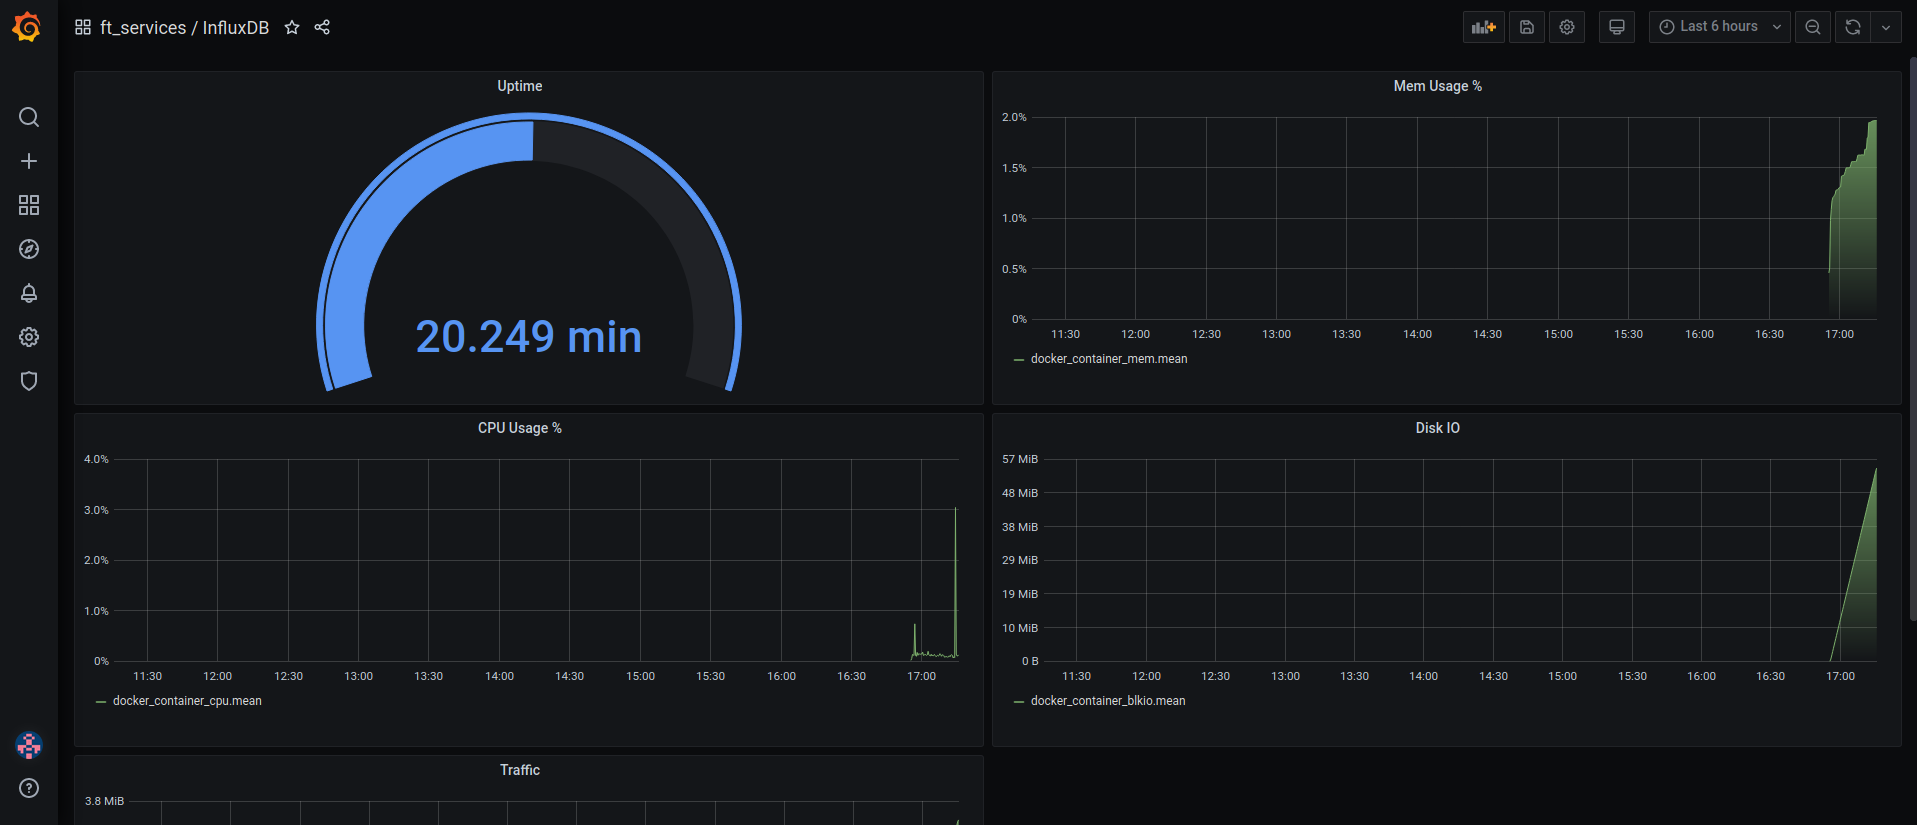 ft_services / InfluxDB
Last 6 hours
Uptime
20.249 min
Mem Usage %
2.0%
1.5%
1.0%
0.5%
0%
11:30 12:00 12:30 13:00 13:30 14:00 14:30 15:00 15:30 16:00 16:30 17:00
docker_container_mem.mean
CPU Usage %
4.0%
3.0%
2.0%
1.0%
0%
11:30 12:00 12:30 13:00 13:30 14:00 14:30 15:00 15:30 16:00 16:30 17:00
docker_container_cpu.mean
Disk IO
57 MiB
48 MiB
38 MiB
29 MiB
19 MiB
10 MiB
0 B
11:30 12:00 12:30 13:00 13:30 14:00 14:30 15:00 15:30 16:00 16:30 17:00
docker_container_blkio.mean
Traffic
3.8 MiB